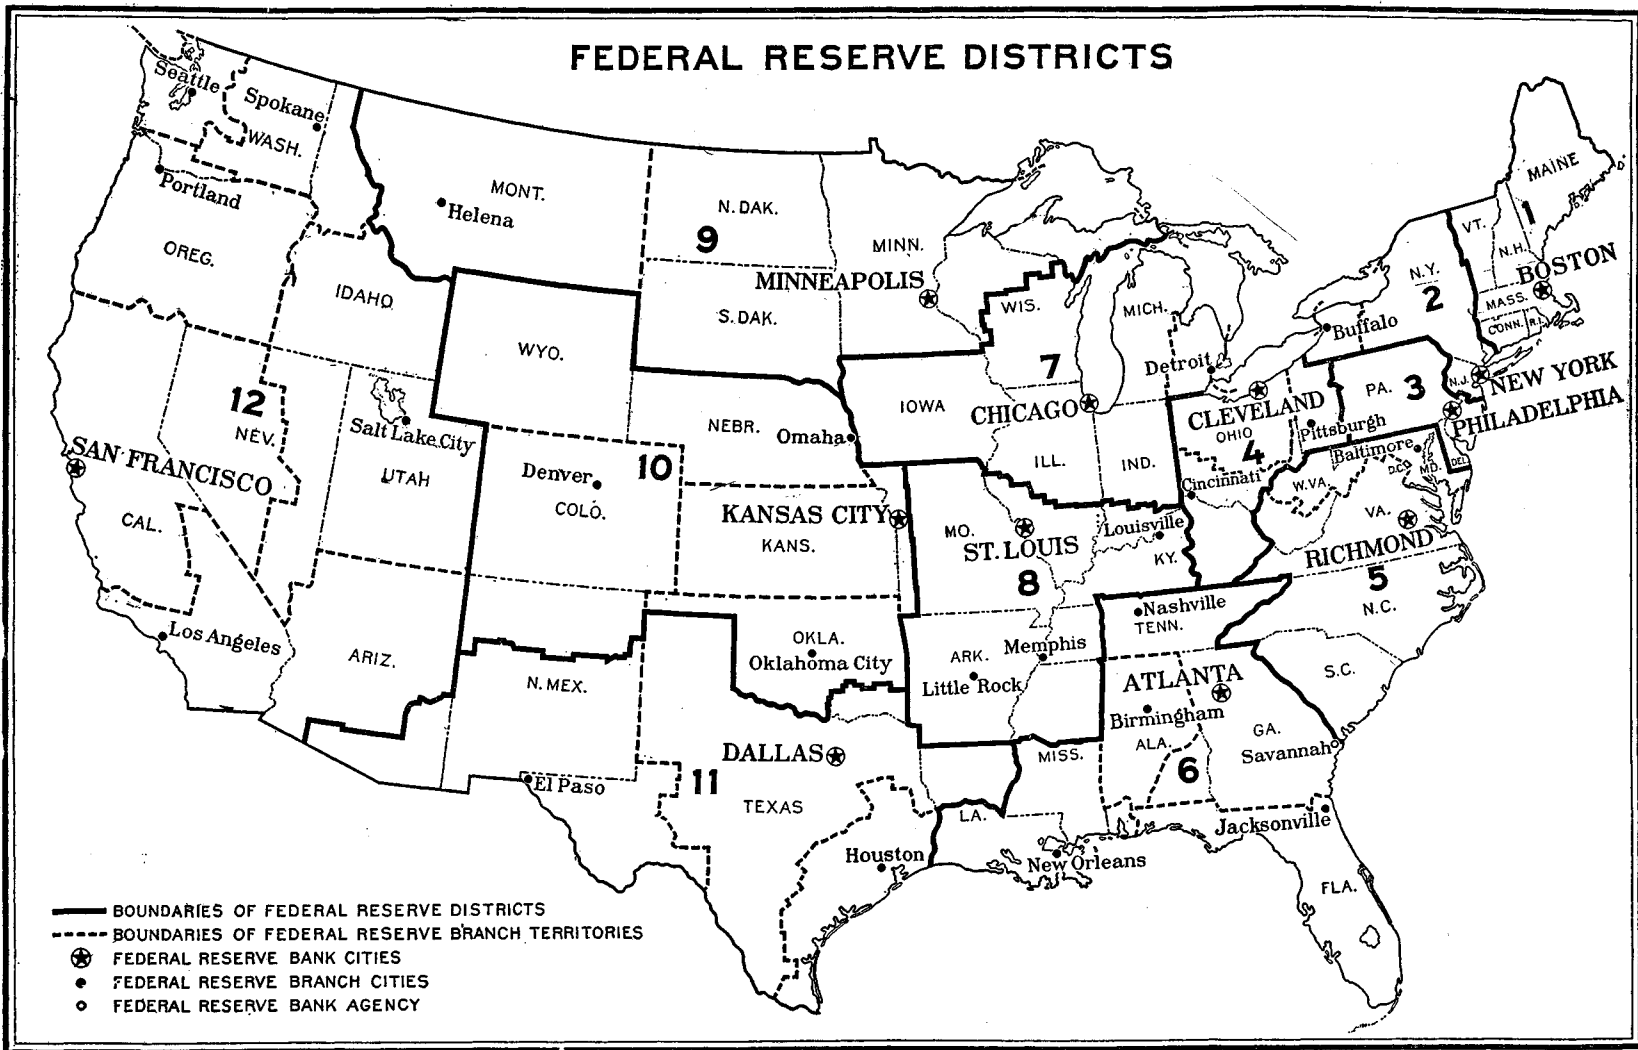 FEDERAL RESERVE DISTRICTS
Seattle
Spokane
WASH.
Portland
OREG.
IDAHO
MONT.
Helena
N. DAK.
9
S. DAK.
MINN.
MINNEAPOLIS
WIS.
MICH.
7
Detroit
CHICAGO
IOWA
ILL.
IND.
WYO.
NEBR.
Omaha
12
NEV.
SAN FRANCISCO
CAL.
Los Angeles
Salt Lake City
UTAH
ARIZ.
Denver
COLO.
10
KANSAS CITY
KANS.
MO.
ST. LOUIS
8
Louisville
KY.
CLEVELAND
OHIO
4
Cincinnati
Pittsburgh
PA.
3
Buffalo
N.Y.
2
VT.
N.H.
1
MAINE
BOSTON
MASS.
CONN.
R.I.
N.J.
NEW YORK
PHILADELPHIA
Baltimore
D.C.
MD.
DEL.
W.VA.
VA.
RICHMOND
5
N.C.
S.C.
Nashville
TENN.
Memphis
ARK.
Little Rock
OKLA.
Oklahoma City
N. MEX.
El Paso
DALLAS
11
TEXAS
Houston
LA.
New Orleans
MISS.
ATLANTA
Birmingham
ALA.
6
GA.
Savannah
Jacksonville
FLA.
BOUNDARIES OF FEDERAL RESERVE DISTRICTS
BOUNDARIES OF FEDERAL RESERVE BRANCH TERRITORIES
FEDERAL RESERVE BANK CITIES
FEDERAL RESERVE BRANCH CITIES
FEDERAL RESERVE BANK AGENCY